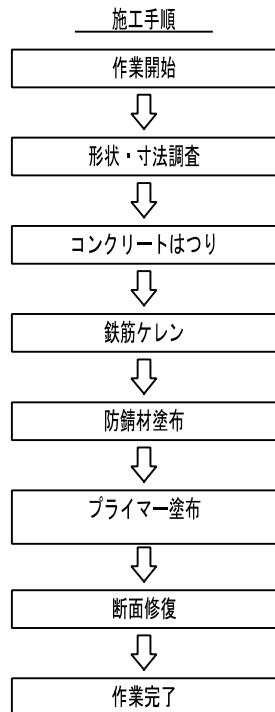 施工手順
作業開始
形状・寸法調査
コンクリートはつり
鉄筋ケレン
防錆材塗布
プライマー塗布
断面修復
作業完了